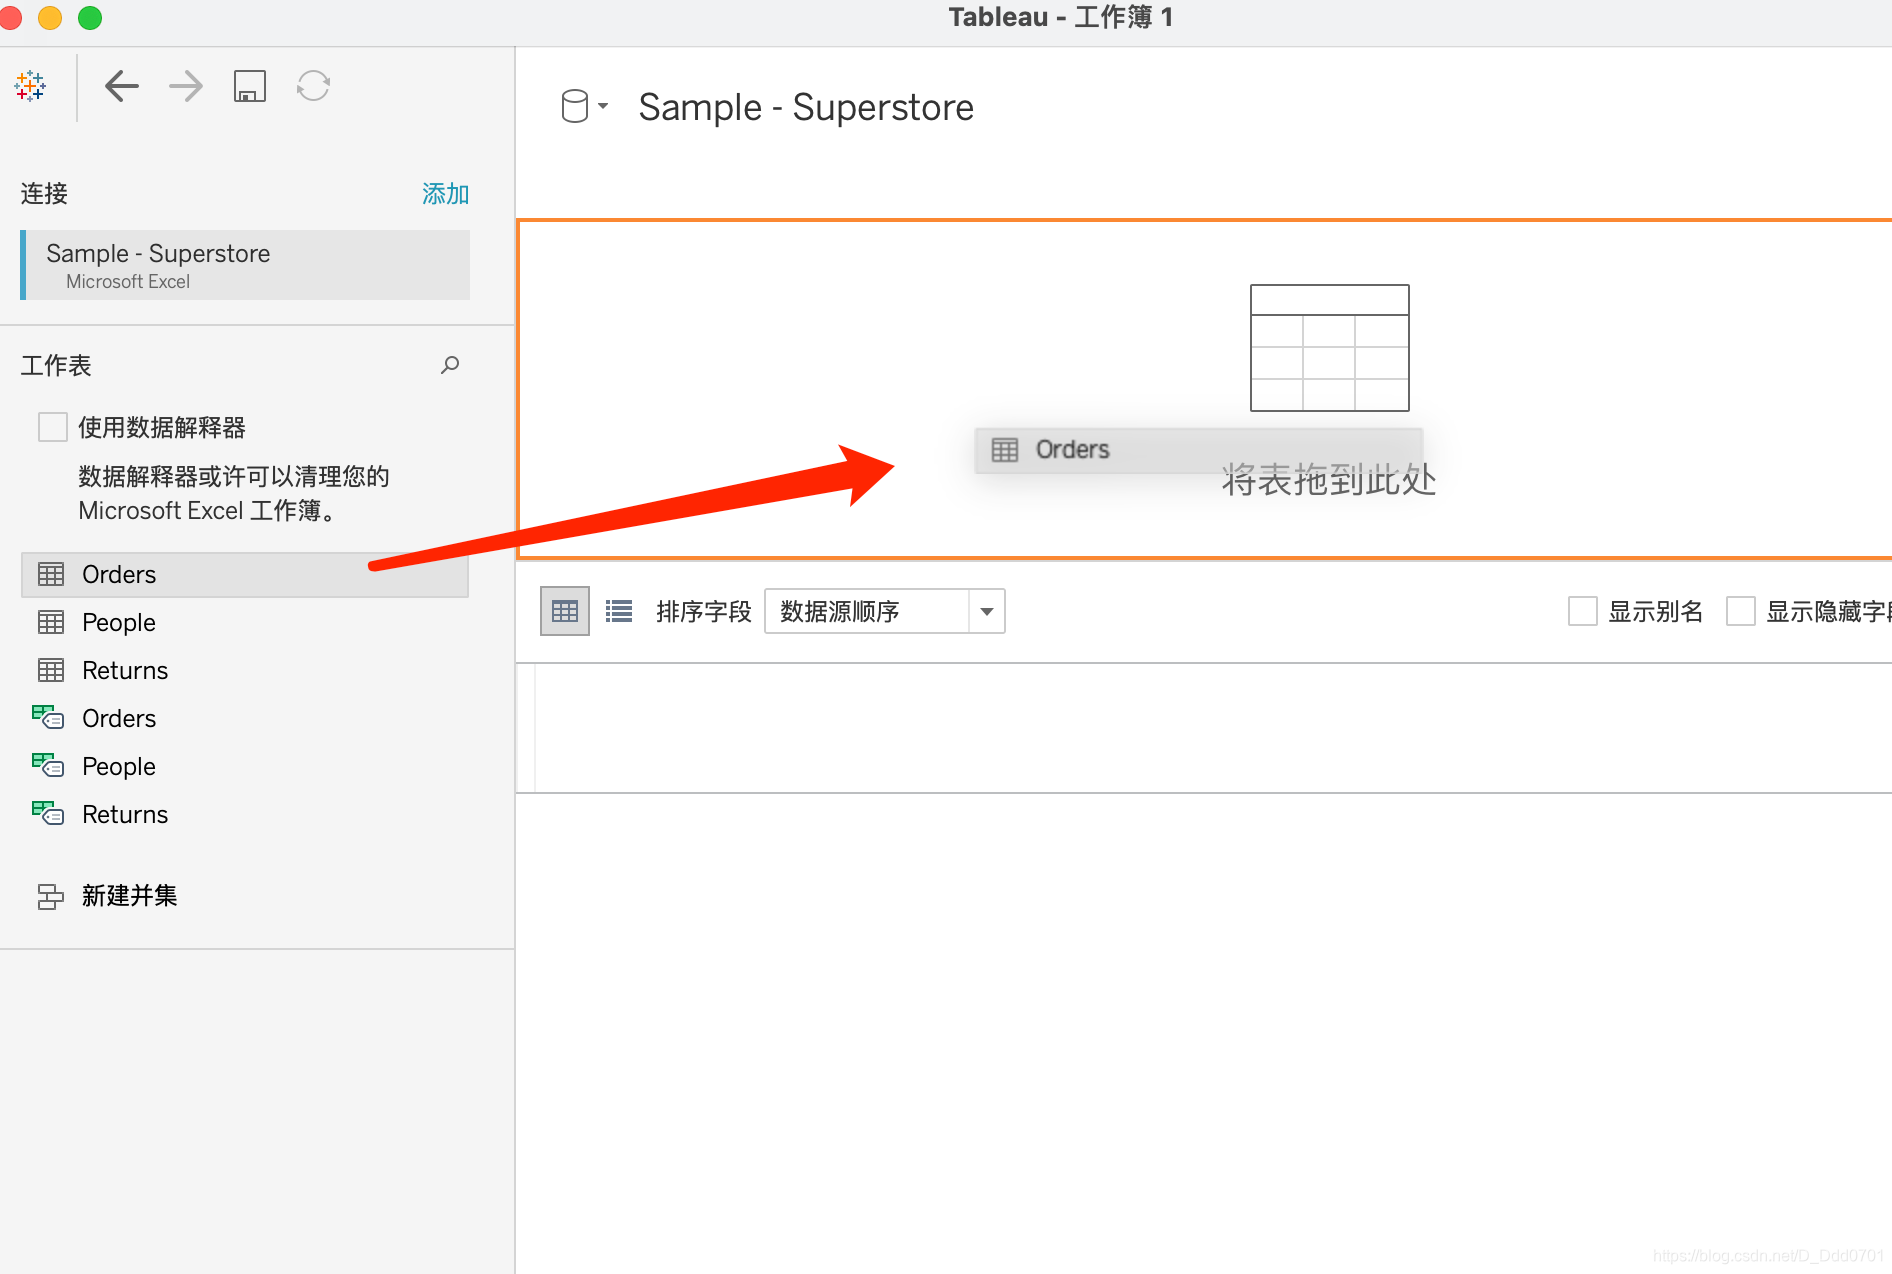 Tableau - 工作簿 1
Sample - Superstore
连接
添加
Sample - Superstore
Microsoft Excel
工作表
使用数据解释器
数据解释器或许可以清理您的
Microsoft Excel 工作簿。
Orders
People
Returns
Orders
People
Returns
新建并集
Orders
将表拖到此处
排序字段
数据源顺序
显示别名
显示隐藏字段
https://blog.csdn.net/D_Ddd0701